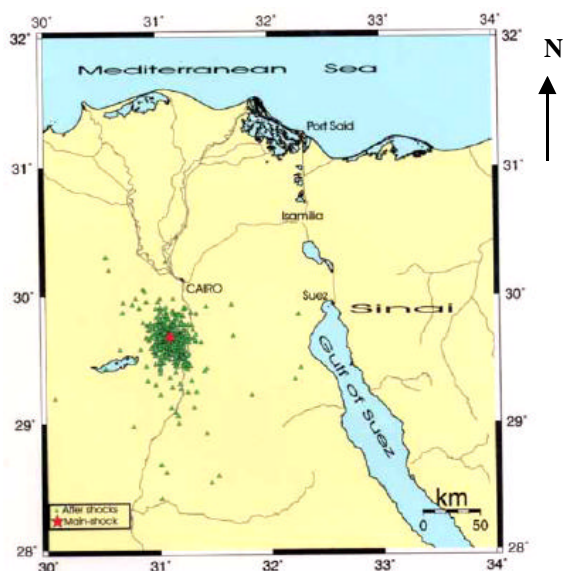 30˚ 31˚ 32˚ 33˚ 34˚
32˚ 32˚
N
Mediterranean Sea
Port Said
31˚ 31˚
Isamilia
CAIRO
30˚ Suez 30˚
Sinai
Gulf of Suez
29˚ 29˚
After shocks
Main-shock
km
0 50
28˚ 28˚
30˚ 31˚ 32˚ 33˚ 34˚